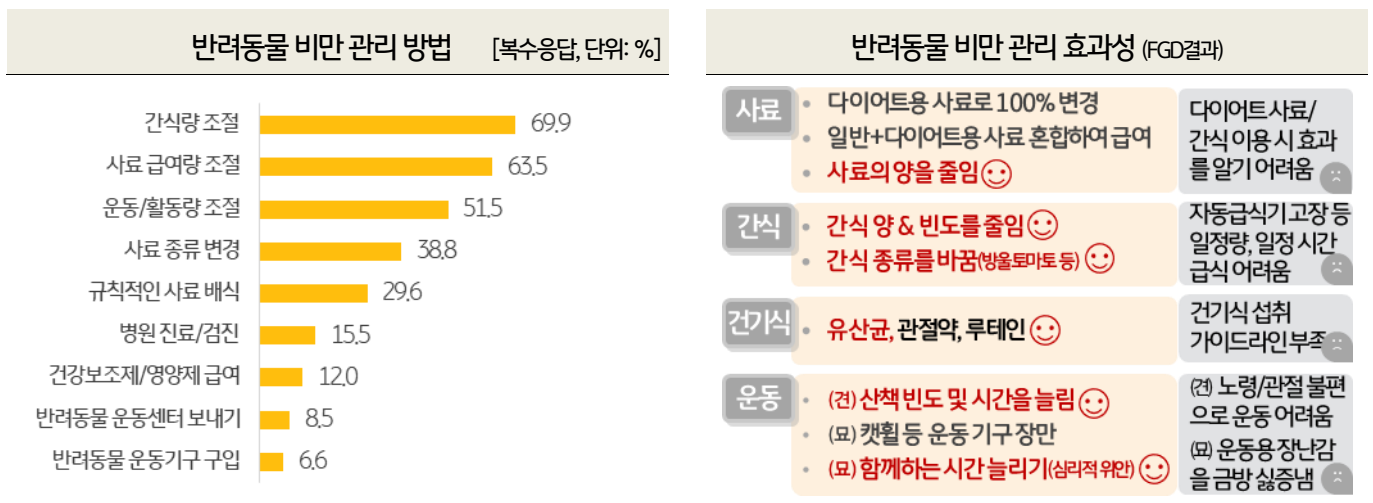 반려동물 비만 관리 방법 [복수응답, 단위: %]
간식량 조절 69.9
사료 급여량 조절 63.5
운동/활동량 조절 51.5
사료 종류 변경 38.8
규칙적인 사료 배식 29.6
병원 진료/검진 15.5
건강보조제/영양제 급여 12.0
반려동물 운동센터 보내기 8.5
반려동물 운동기구 구입 6.6
반려동물 비만 관리 효과성 (FGD결과)
사료
• 다이어트용 사료로 100% 변경
• 일반+다이어트용 사료 혼합하여 급여
• 사료의 양을 줄임
다이어트 사료/
간식 이용 시 효과
를 알기 어려움
간식
• 간식 양 & 빈도를 줄임
• 간식 종류를 바꿈(방울토마토 등)
자동급식기 고장 등
일정량, 일정 시간
급식 어려움
건기식
• 유산균, 관절약, 루테인
건기식 섭취
가이드라인 부족
운동
• (견) 산책 빈도 및 시간을 늘림
• (묘) 캣휠 등 운동 기구 장만
• (묘) 함께하는 시간 늘리기(심리적 위안)
(견) 노령/관절 불편
으로 운동 어려움
(묘) 운동용 장난감
을 금방 싫증냄